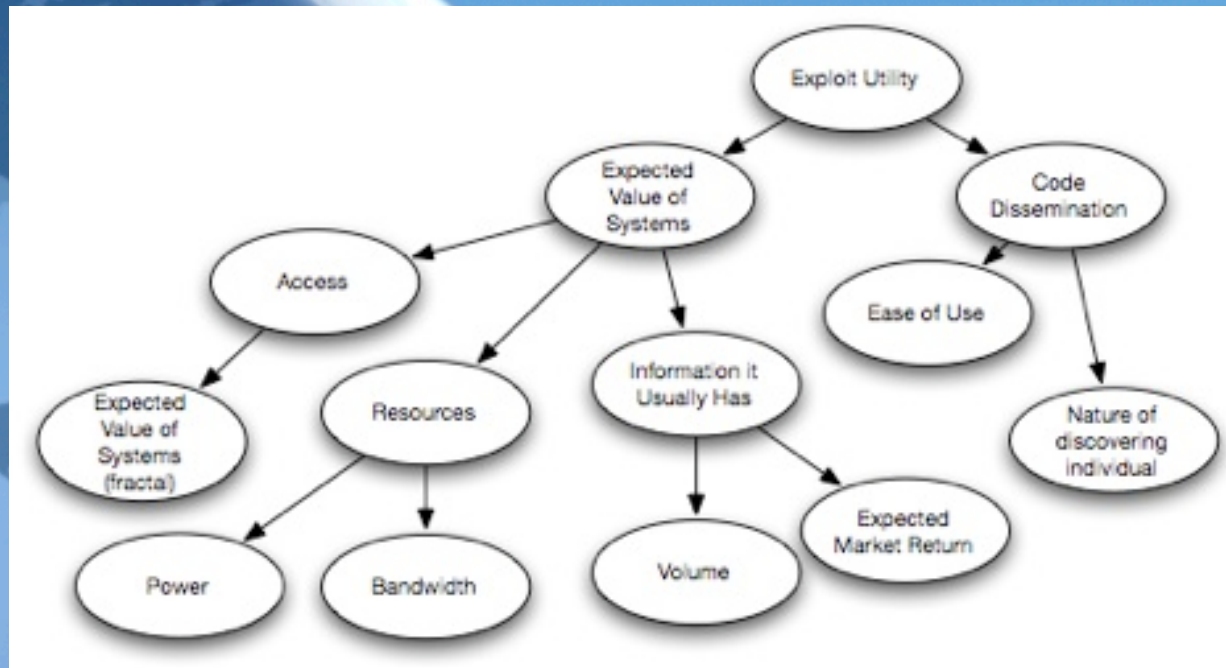 Exploit Utility
Expected
Value of
Systems
Code
Dissemination
Access
Ease of Use
Expected
Value of
Systems
(fractal)
Resources
Information it
Usually Has
Nature of
discovering
individual
Power
Bandwidth
Volume
Expected
Market Return